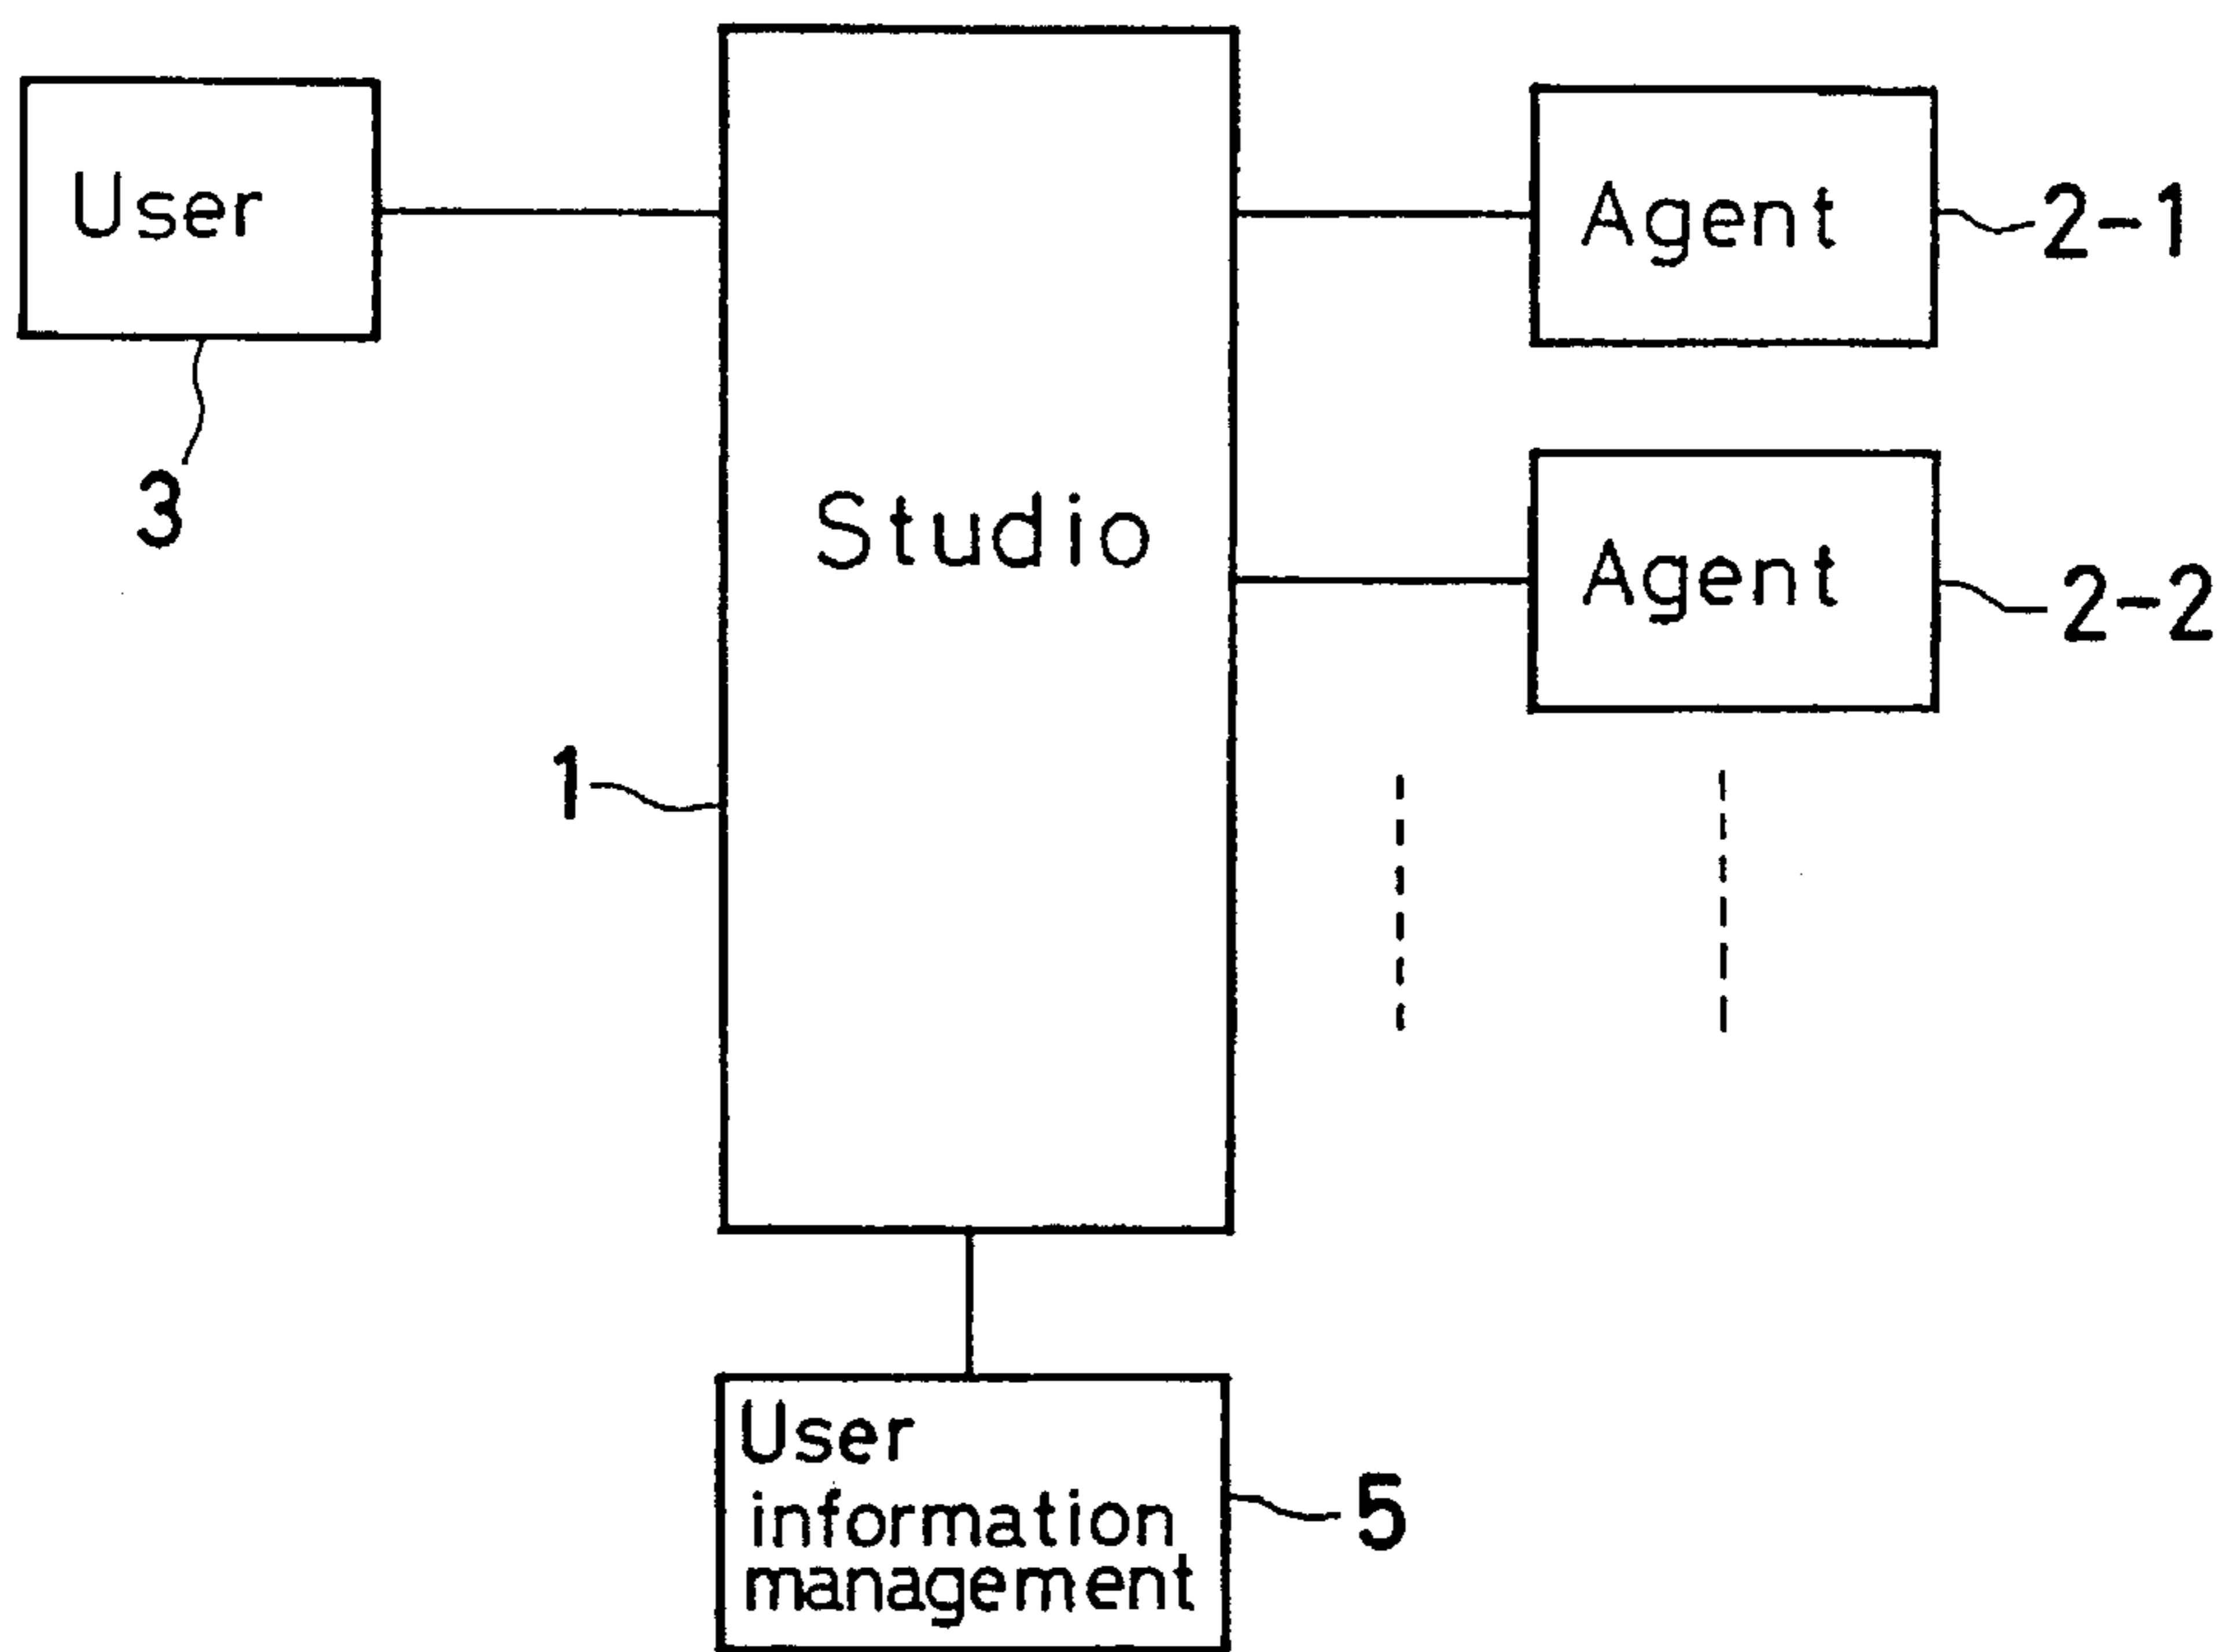 User
3
Studio
1
Agent
2-1
Agent
2-2
User
information
management
5